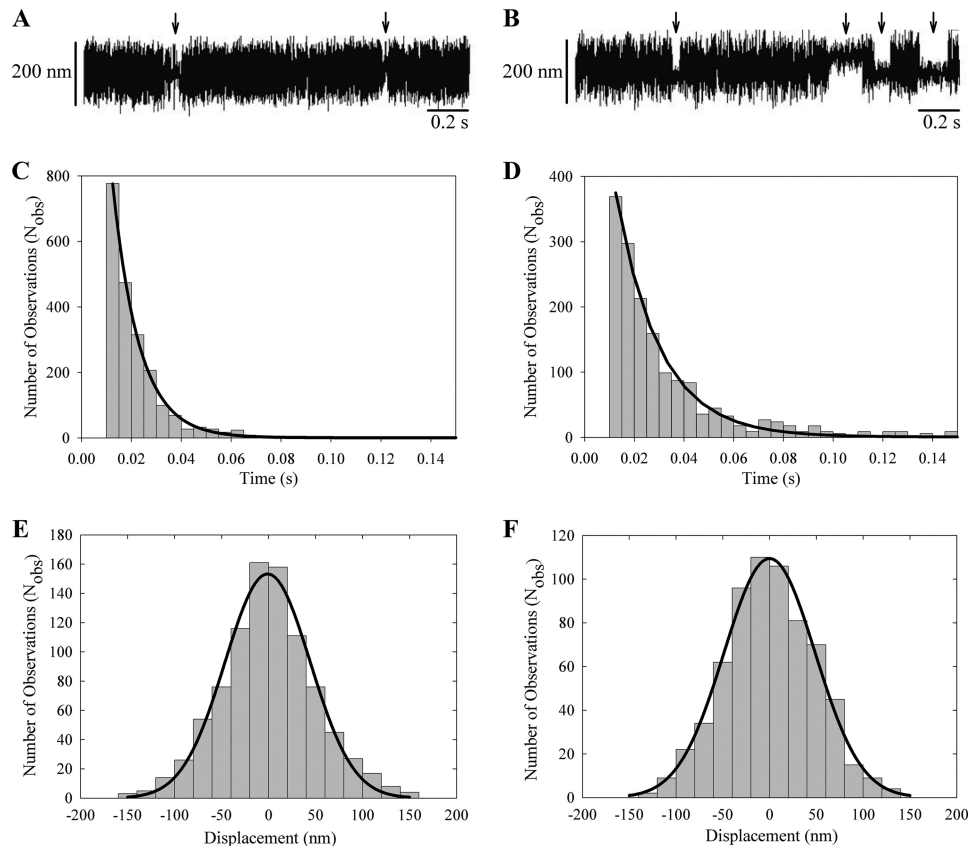 A
200 nm
0.2 s
B
200 nm
0.2 s
C
Number of Observations (Nobs)
800
600
400
200
0
0.00 0.02 0.04 0.06 0.08 0.10 0.12 0.14
Time (s)
D
Number of Observations (Nobs)
400
300
200
100
0
0.00 0.02 0.04 0.06 0.08 0.10 0.12 0.14
Time (s)
E
Number of Observations (Nobs)
180
160
140
120
100
80
60
40
20
0
-200 -150 -100 -50 0 50 100 150 200
Displacement (nm)
F
Number of Observations (Nobs)
120
100
80
60
40
20
0
-200 -150 -100 -50 0 50 100 150 200
Displacement (nm)